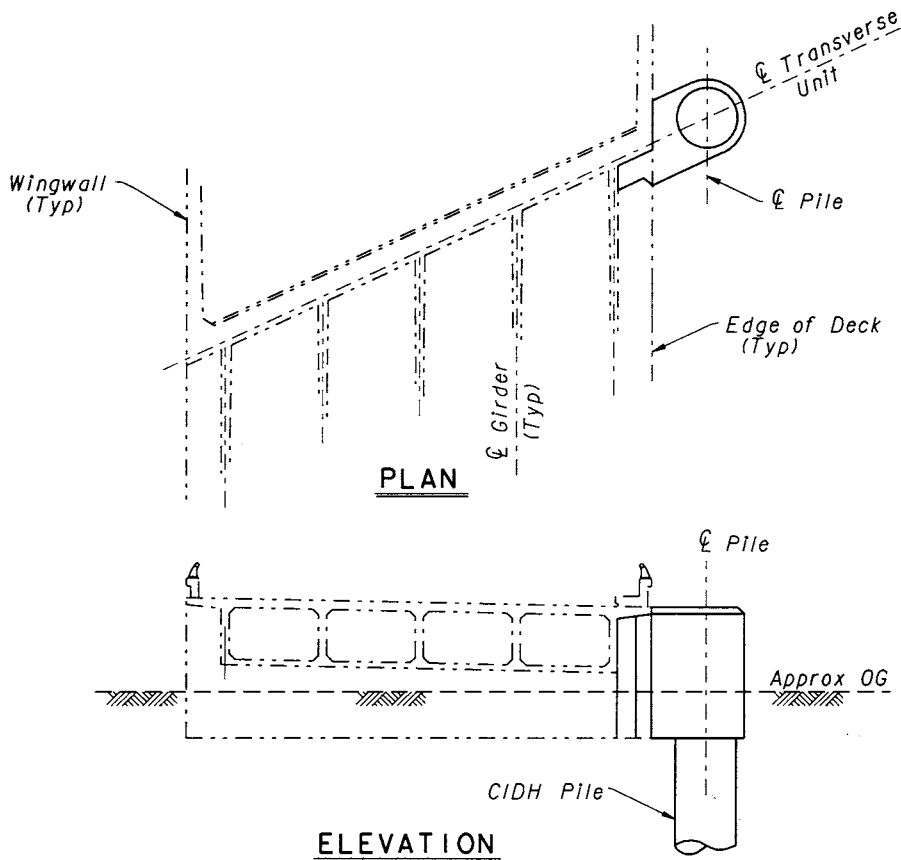 ℄ Transverse
Unit
Wingwall
(Typ)
℄ Pile
Edge of Deck
(Typ)
℄ Girder
(Typ)
PLAN
℄ Pile
Approx OG
CIDH Pile
ELEVATION